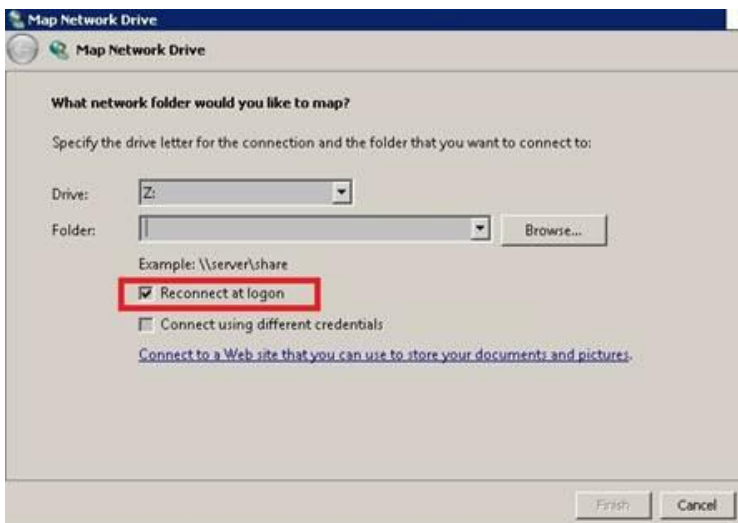 Map Network Drive
Map Network Drive
What network folder would you like to map?
Specify the drive letter for the connection and the folder that you want to connect to:
Drive: Z:
Folder: Browse...
Example: \\server\share
Reconnect at logon
Connect using different credentials
Connect to a Web site that you can use to store your documents and pictures.
Finish Cancel